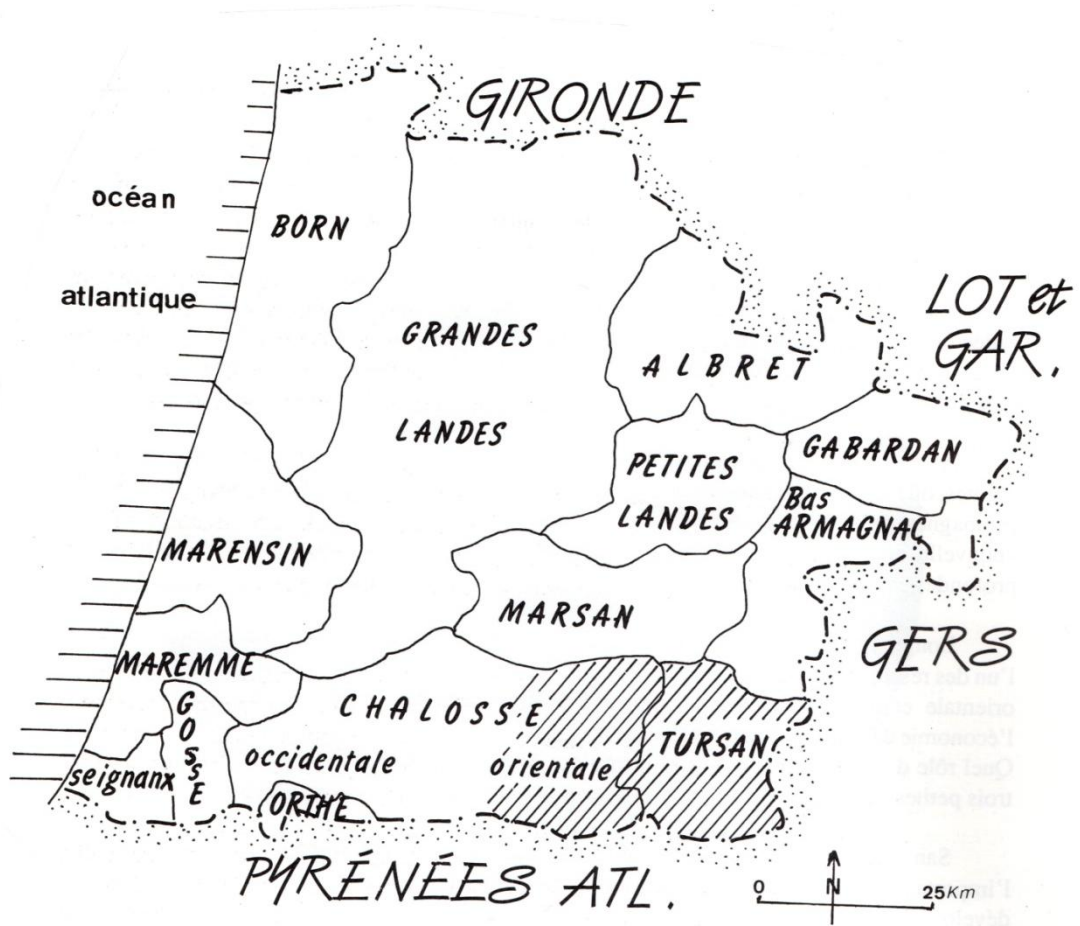 GIRONDE
océan
atlantique
BORN
LOT et
GAR.
GRANDES
LANDES
ALBRET
GABARDAN
PETITES
LANDES
Bas
ARMAGNAC
MARENSIN
MARSAN
GERS
MAREMME
GOSSE
CHALOSSE
occidentale
orientale
TURSAN
seignanx
ORTHE
PYRÉNÉES ATL.
0 N 25Km